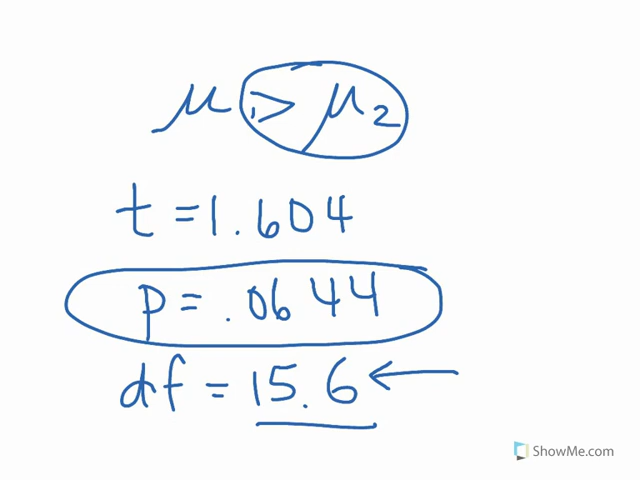 μ₁ > μ₂
t = 1.604
p = .0644
df = 15.6
ShowMe.com